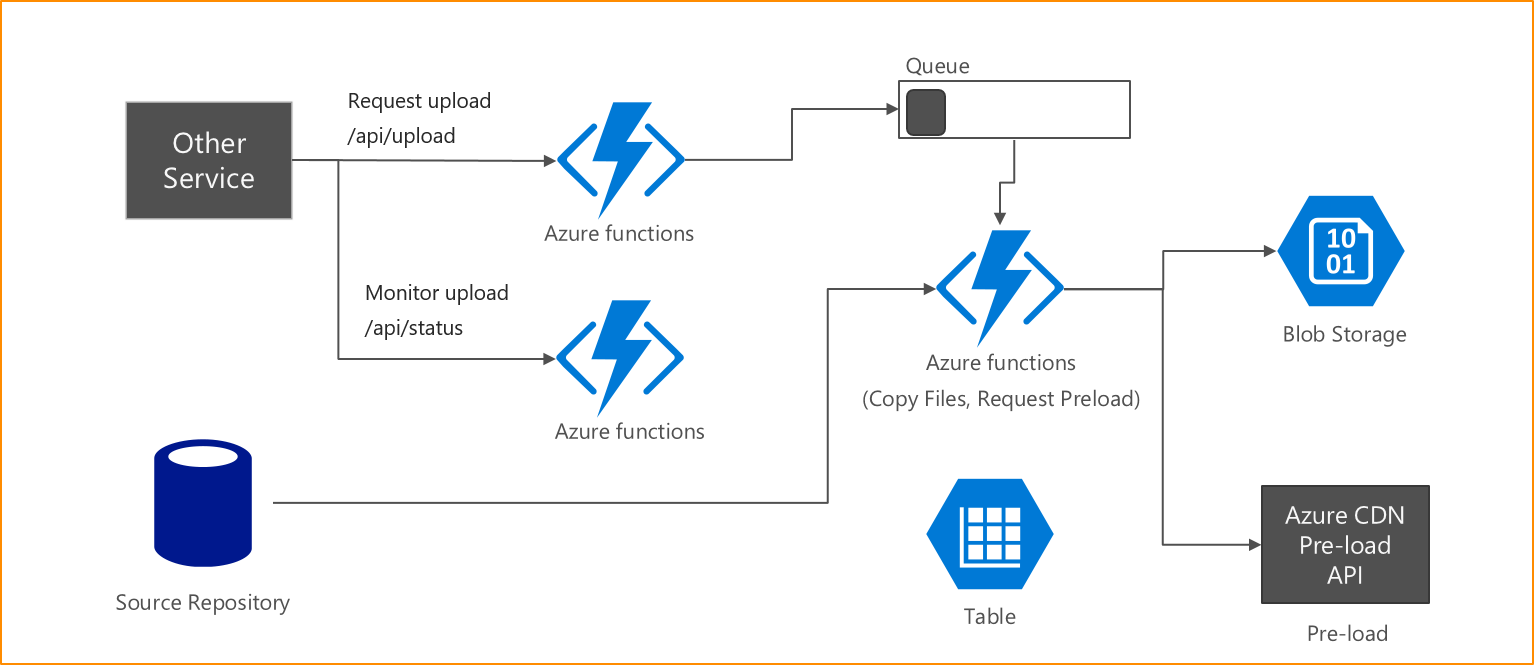 Queue
Request upload
/api/upload
Other
Service
Azure functions
10
01
Monitor upload
/api/status
Blob Storage
Azure functions
(Copy Files, Request Preload)
Azure functions
Azure CDN
Pre-load
API
Source Repository
Table
Pre-load